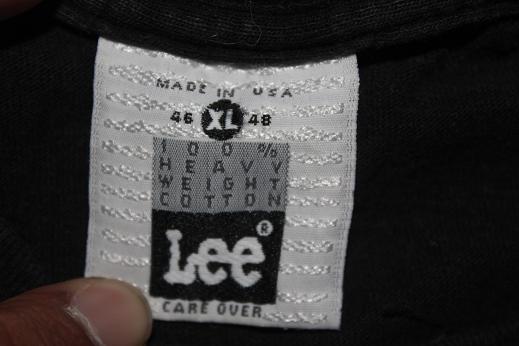 MADE IN USA
46 XL 48
100%
HEAVY
WEIGHT
COTTON
Lee®
CARE OVER